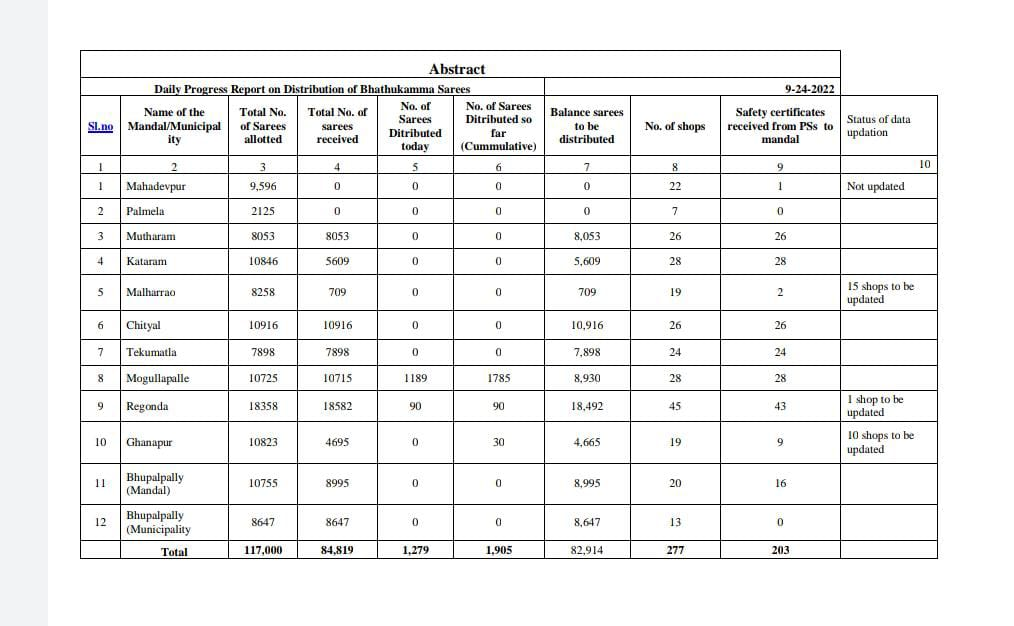 Abstract
Daily Progress Report on Distribution of Bhathukamma Sarees 9-24-2022
Sl.no Name of the Mandal/Municipal ity Total No. of Sarees allotted Total No. of sarees received No. of Sarees Ditributed today No. of Sarees Ditributed so far (Cummulative) Balance sarees to be distributed No. of shops Safety certificates received from PSs to mandal Status of data updation
1 2 3 4 5 6 7 8 9 10
1 Mahadevpur 9,596 0 0 0 0 22 1 Not updated
2 Palmela 2125 0 0 0 0 7 0
3 Mutharam 8053 8053 0 0 8,053 26 26
4 Kataram 10846 5609 0 0 5,609 28 28
5 Malharrao 8258 709 0 0 709 19 2 15 shops to be updated
6 Chityal 10916 10916 0 0 10,916 26 26
7 Tekumatla 7898 7898 0 0 7,898 24 24
8 Mogullapalle 10725 10715 1189 1785 8,930 28 28
9 Regonda 18358 18582 90 90 18,492 45 43 1 shop to be updated
10 Ghanapur 10823 4695 0 30 4,665 19 9 10 shops to be updated
11 Bhupalpally (Mandal) 10755 8995 0 0 8,995 20 16
12 Bhupalpally (Municipality 8647 8647 0 0 8,647 13 0
Total 117,000 84,819 1,279 1,905 82,914 277 203